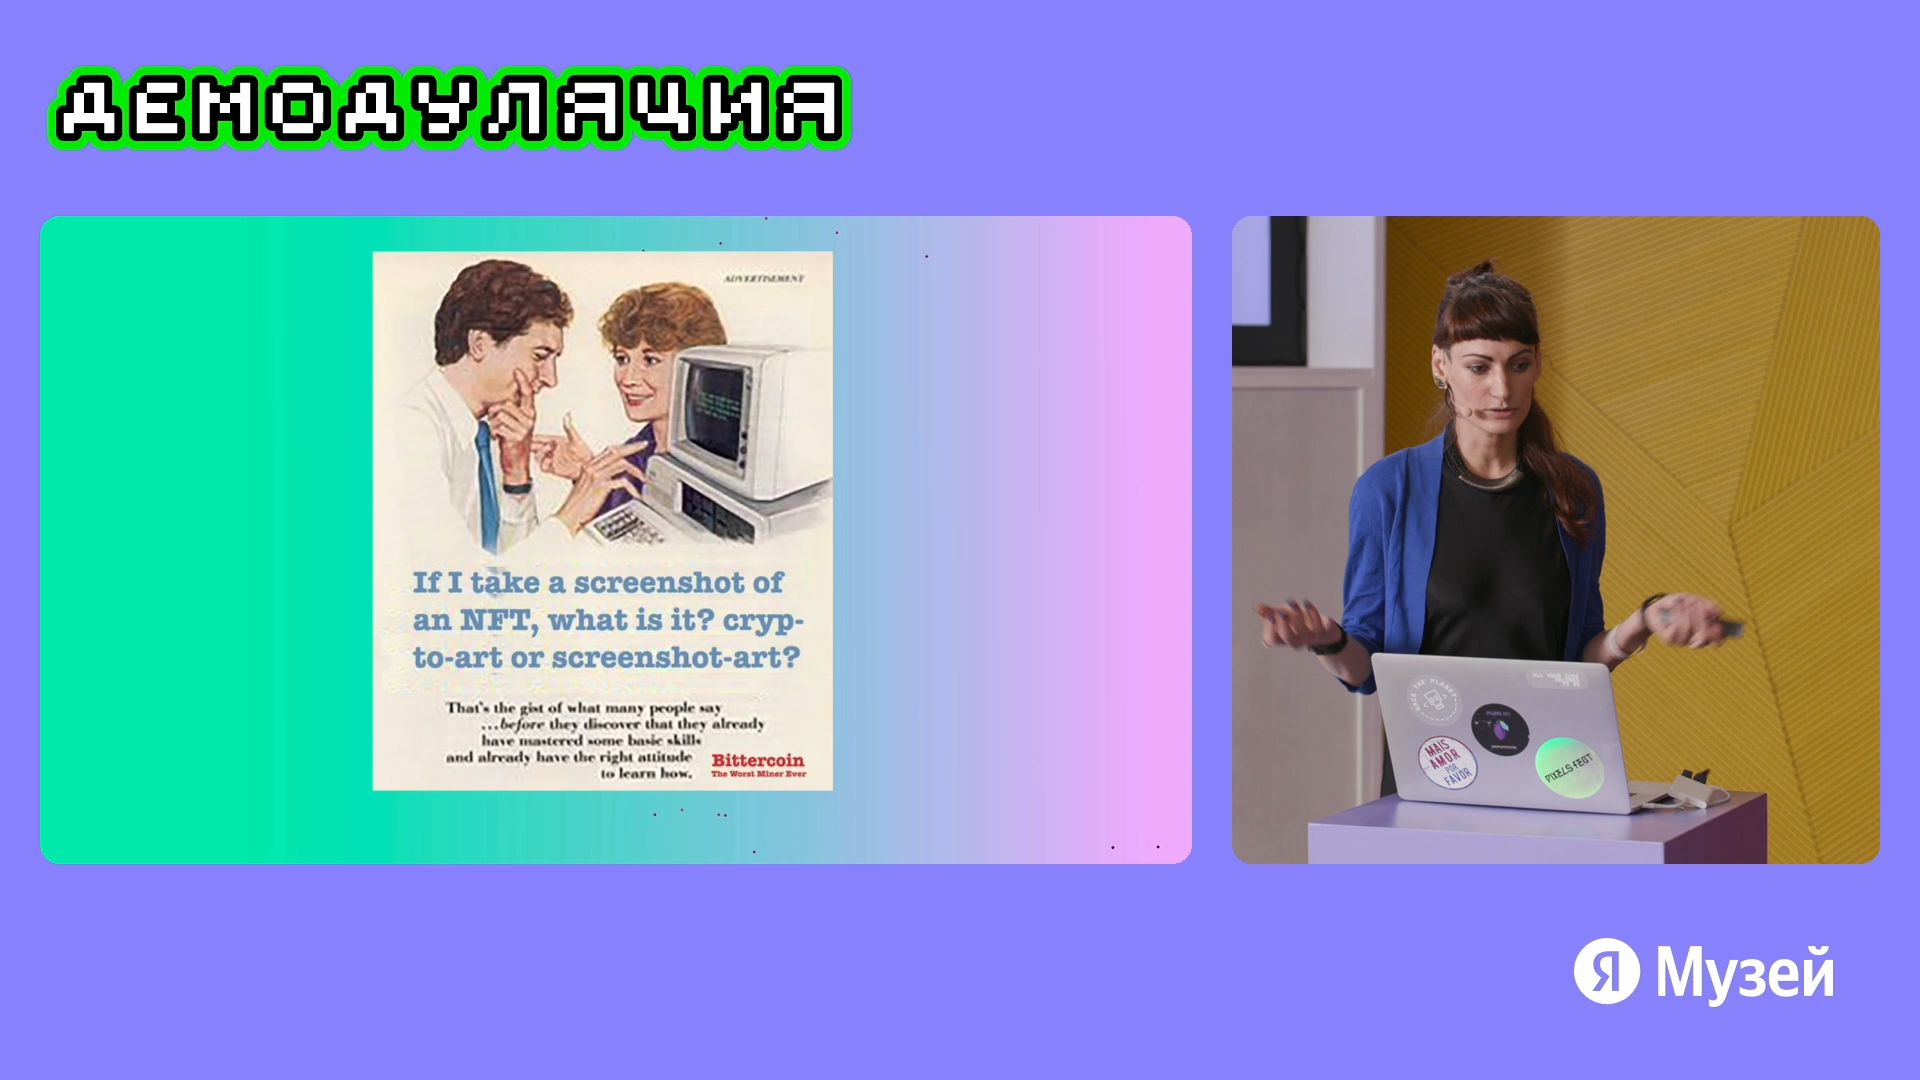 ДЕМОДУЛЯЦИЯ
ADVERTISEMENT
If I take a screenshot of
an NFT, what is it? cryp-
to-art or screenshot-art?
That's the gist of what many people say
...before they discover that they already
have mastered some basic skills
and already have the right attitude
to learn how.
Bittercoin
The Worst Miner Ever
HACK THE PLANET
MAIS
AMOR
POR
FAVOR
PIXELS FEST
Я Музей